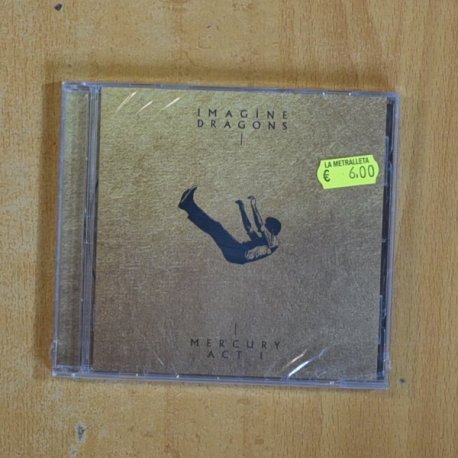 IMAGINE
DRAGONS
LA METRALLETA
€ 6.00
MERCURY
ACT 1